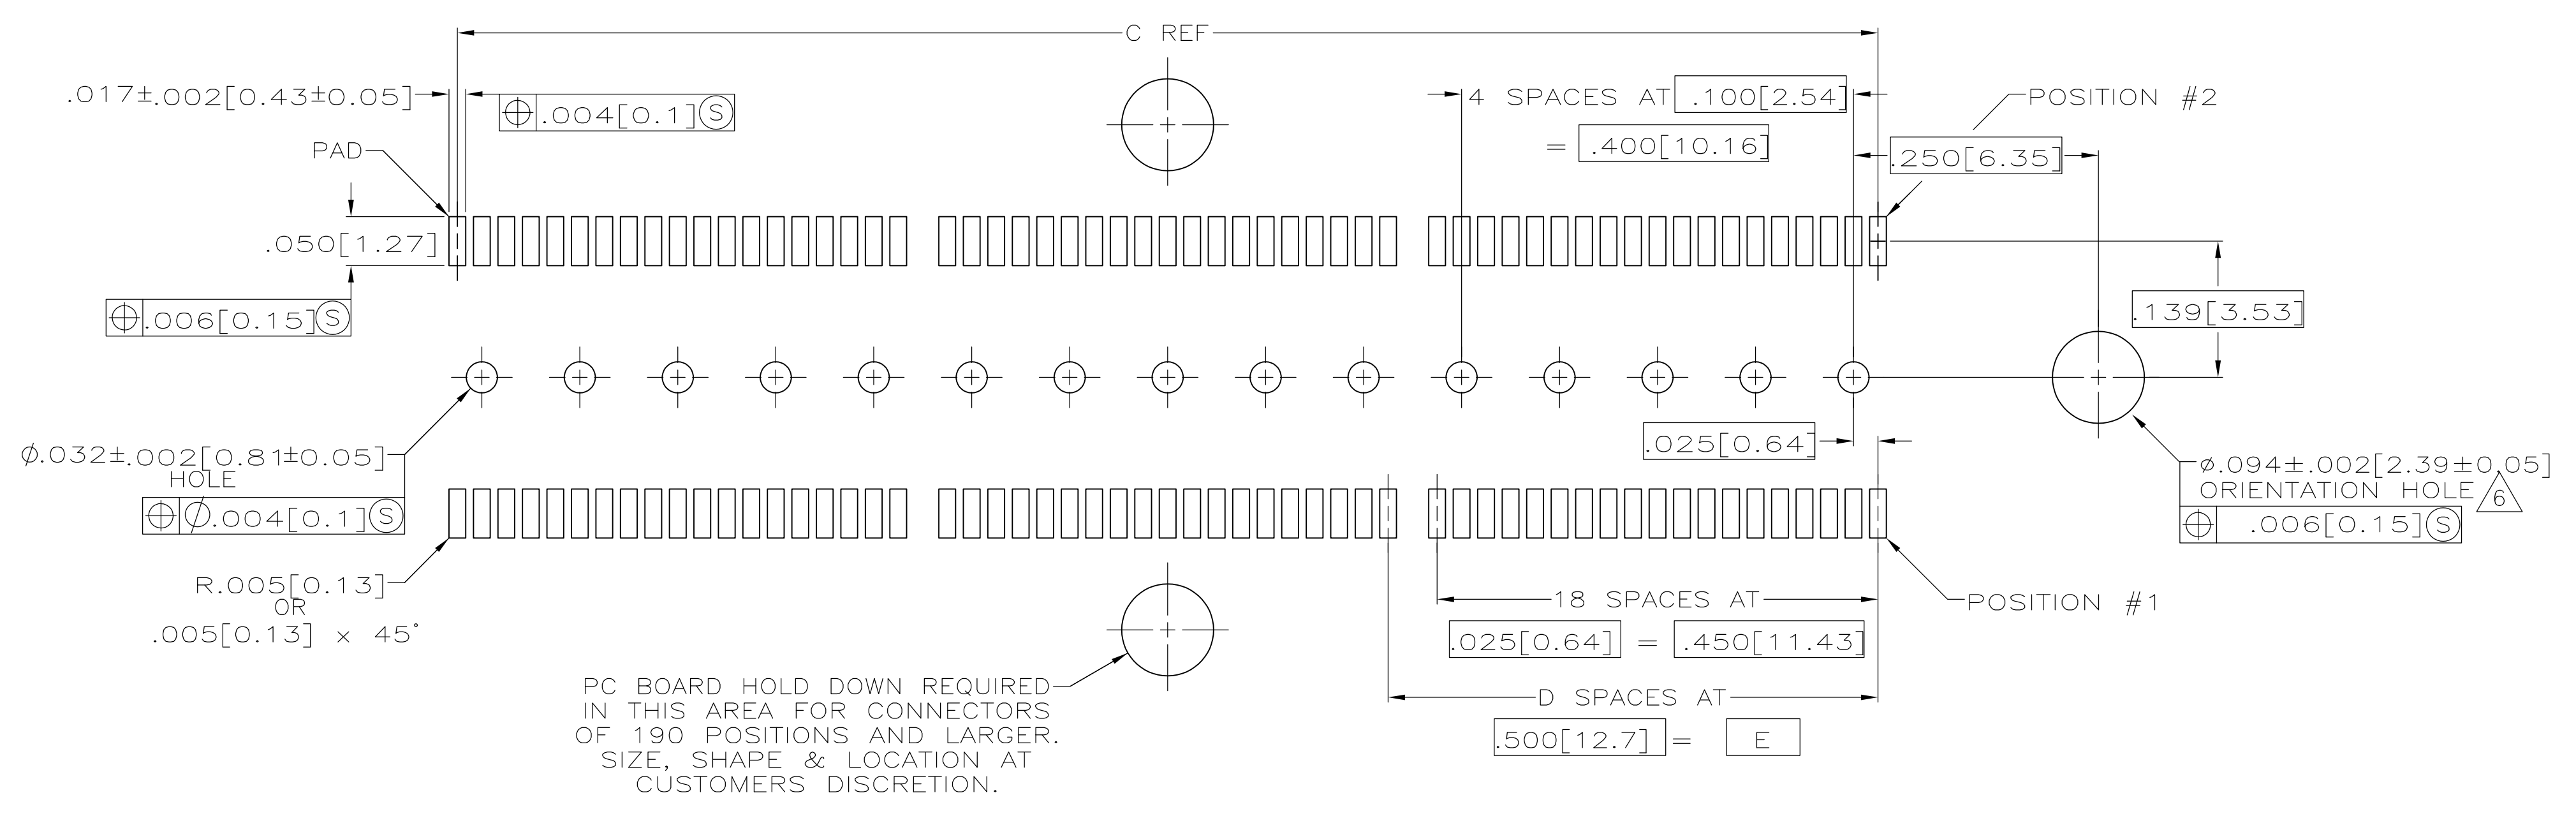 C REF
.017±.002[0.43±0.05]
.004[0.1] Ⓢ
4 SPACES AT .100[2.54]
= .400[10.16]
POSITION #2
PAD
.250[6.35]
.050[1.27]
.006[0.15] Ⓢ
.139[3.53]
.025[0.64]
Ø.032±.002[0.81±0.05]
HOLE
Ø.004[0.1] Ⓢ
ø.094±.002[2.39±0.05]
ORIENTATION HOLE 6
.006[0.15] Ⓢ
R.005[0.13]
OR
.005[0.13] x 45°
18 SPACES AT
.025[0.64] = .450[11.43]
POSITION #1
D SPACES AT
.500[12.7] = E
PC BOARD HOLD DOWN REQUIRED
IN THIS AREA FOR CONNECTORS
OF 190 POSITIONS AND LARGER.
SIZE, SHAPE & LOCATION AT
CUSTOMERS DISCRETION.